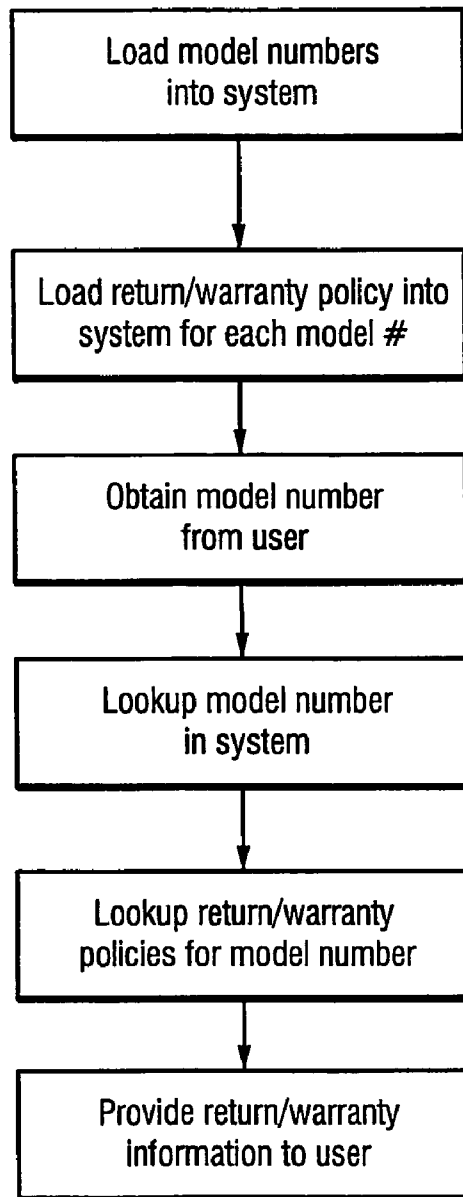 Load model numbers
into system
Load return/warranty policy into
system for each model #
Obtain model number
from user
Lookup model number
in system
Lookup return/warranty
policies for model number
Provide return/warranty
information to user